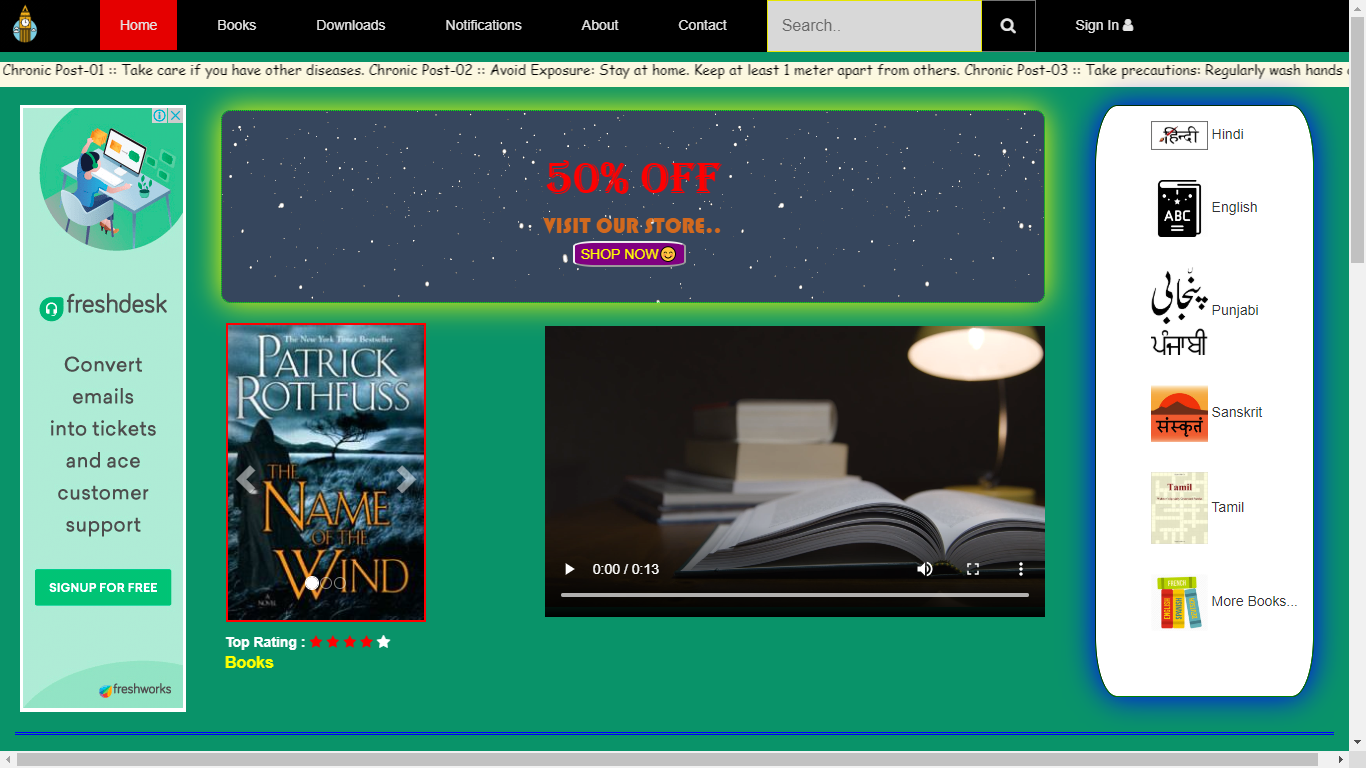 Home
Books
Downloads
Notifications
About
Contact
Search..
Sign In
Chronic Post-01 :: Take care if you have other diseases. Chronic Post-02 :: Avoid Exposure: Stay at home. Keep at least 1 meter apart from others. Chronic Post-03 :: Take precautions: Regularly wash hands
freshdesk
Convert
emails
into tickets
and ace
customer
support
SIGNUP FOR FREE
freshworks
50% OFF
VISIT OUR STORE..
SHOP NOW😊
The New York Times Bestseller
PATRICK
ROTHFUSS
THE
NAME
OF THE
WIND
A NOVEL
0:00 / 0:13
Top Rating :
Books
हिन्दी
Hindi
ABC
English
پنجابی
ਪੰਜਾਬੀ
Punjabi
संस्कृतं
Sanskrit
Tamil
Tamil
FRENCH
ENGLISH
SPANISH
More Books...